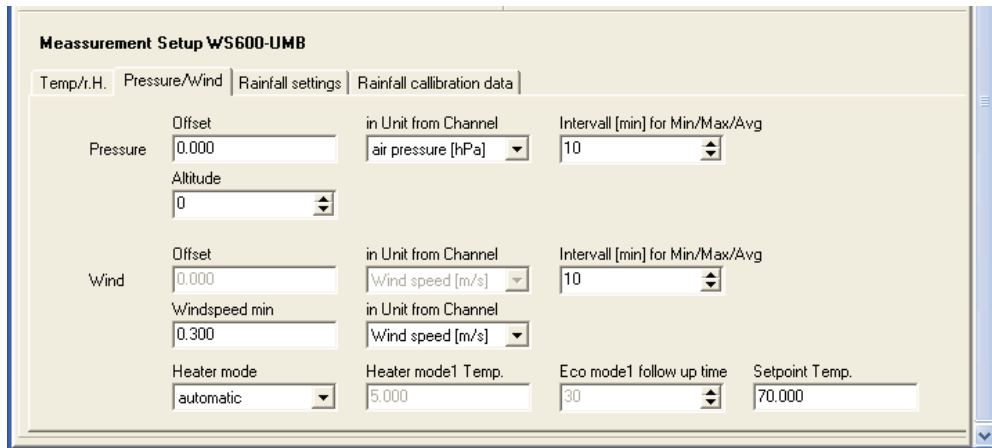 Meassurement Setup WS600-UMB
Temp/r.H. Pressure/Wind Rainfall settings Rainfall callibration data
Offset in Unit from Channel Intervall [min] for Min/Max/Avg
Pressure 0.000 air pressure [hPa] 10
Altitude
0
Offset in Unit from Channel Intervall [min] for Min/Max/Avg
Wind 0.000 Wind speed [m/s] 10
Windspeed min in Unit from Channel
0.300 Wind speed [m/s]
Heater mode Heater mode1 Temp. Eco mode1 follow up time Setpoint Temp.
automatic 5.000 30 70.000